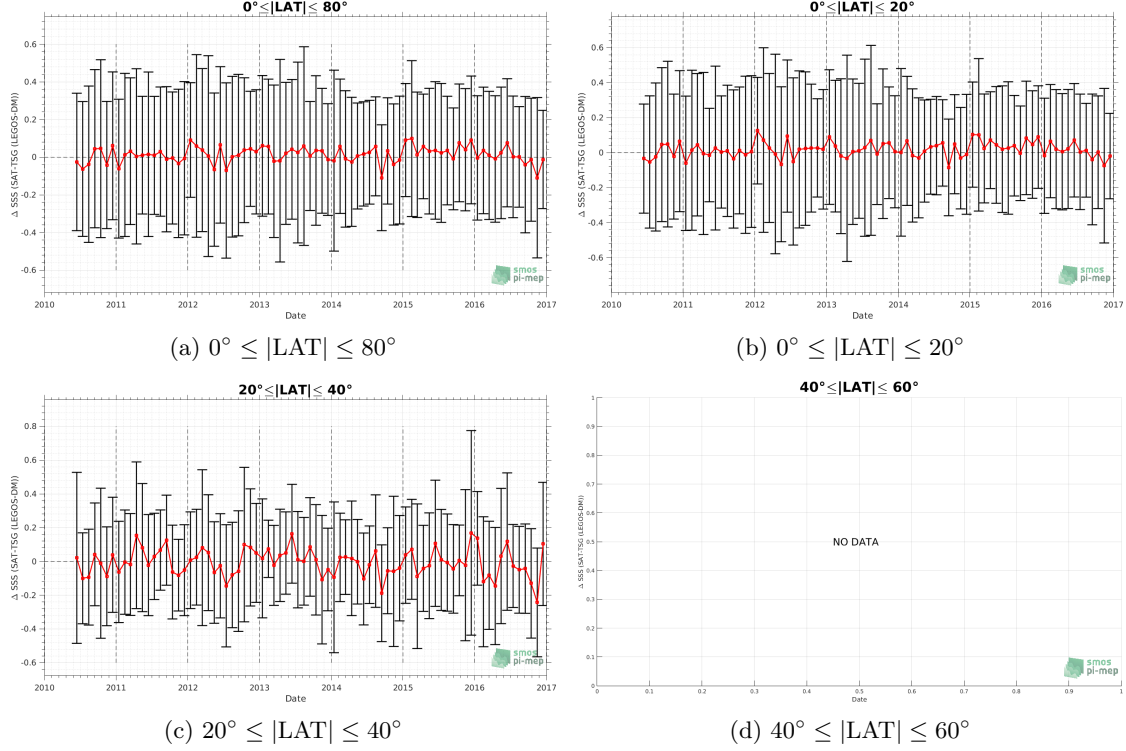 0°≤|LAT|≤ 80°
Δ SSS (SAT-TSG (LEGOS-DM))
0.6
0.4
0.2
0
-0.2
-0.4
-0.6
2010 2011 2012 2013 2014 2015 2016 2017
Date
smos
pi-mep
(a) 0° ≤ |LAT| ≤ 80°
0°≤|LAT|≤ 20°
Δ SSS (SAT-TSG (LEGOS-DM))
0.6
0.4
0.2
0
-0.2
-0.4
-0.6
2010 2011 2012 2013 2014 2015 2016 2017
Date
smos
pi-mep
(b) 0° ≤ |LAT| ≤ 20°
20°≤|LAT|≤ 40°
Δ SSS (SAT-TSG (LEGOS-DM))
0.8
0.6
0.4
0.2
0
-0.2
-0.4
-0.6
2010 2011 2012 2013 2014 2015 2016 2017
Date
smos
pi-mep
(c) 20° ≤ |LAT| ≤ 40°
40°≤|LAT|≤ 60°
Δ SSS (SAT-TSG (LEGOS-DM))
1
0.9
0.8
0.7
0.6
0.5
0.4
0.3
0.2
0.1
0
NO DATA
0 0.1 0.2 0.3 0.4 0.5 0.6 0.7 0.8 0.9 1
Date
smos
pi-mep
(d) 40° ≤ |LAT| ≤ 60°